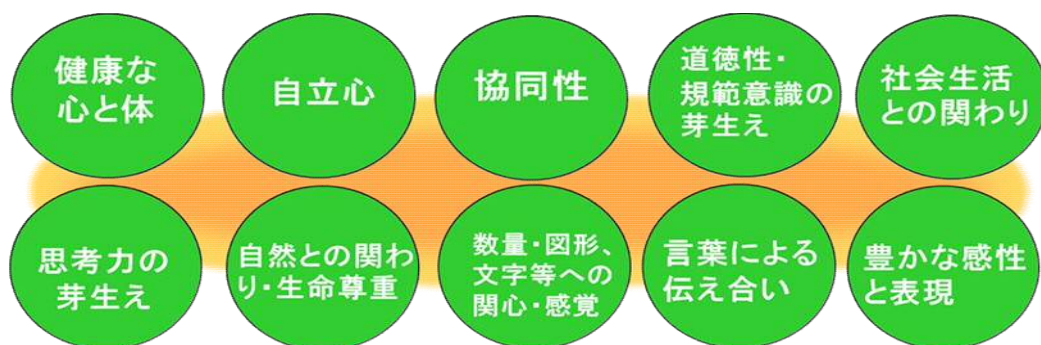 健康な
心と体
自立心
協同性
道徳性・
規範意識の
芽生え
社会生活
との関わり
思考力の
芽生え
自然との関わ
り・生命尊重
数量・図形、
文字等への
関心・感覚
言葉による
伝え合い
豊かな感性
と表現